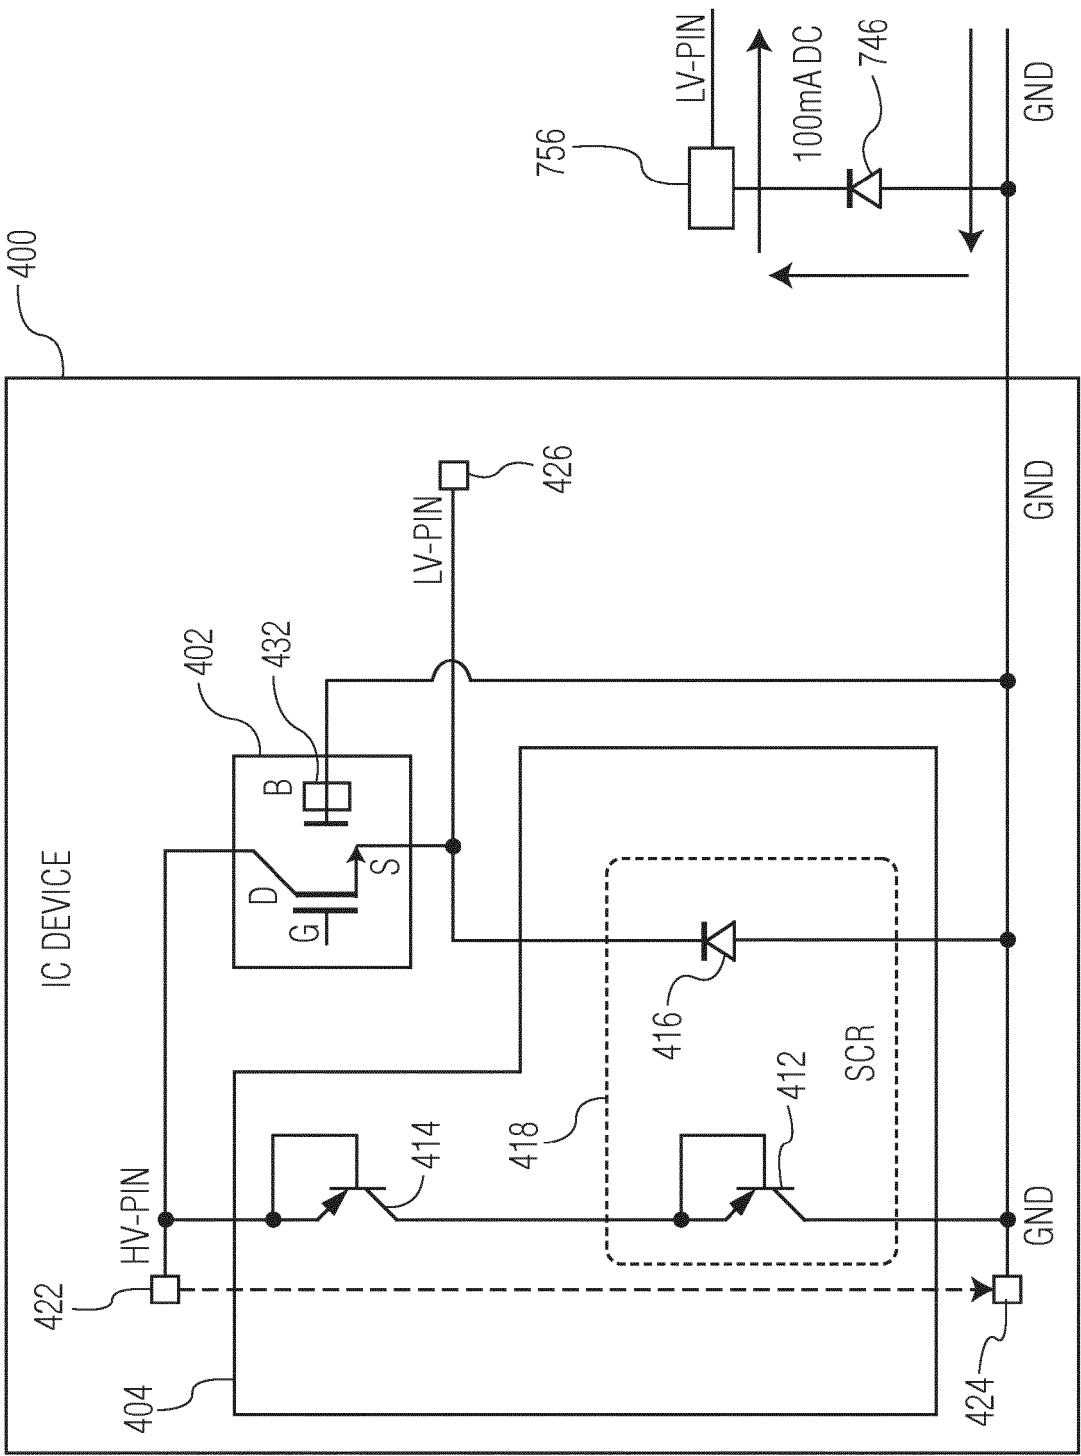 400
IC DEVICE
422
HV-PIN
404
414
D
G
S
B
402
432
LV-PIN
426
418
SCR
412
416
424
GND
GND
756
LV-PIN
100mA DC
746
GND